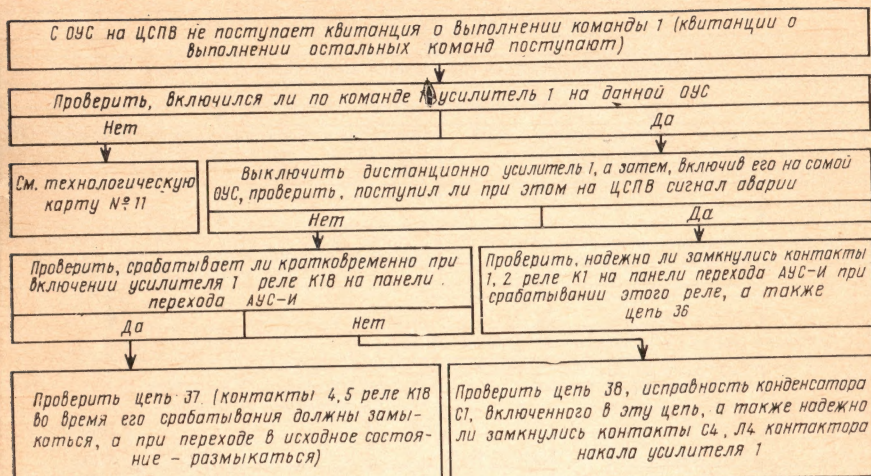 С ОУС на ЦСПВ не поступает квитанция о выполнении команды 1 (квитанции о
выполнении остальных команд поступают)
Проверить, включился ли по команде 1 усилитель 1 на данной ОУС
Нет
Да
См. технологическую
карту № 11
Выключить дистанционно усилитель 1, а затем, включив его на самой
ОУС, проверить, поступил ли при этом на ЦСПВ сигнал аварии
Нет
Да
Проверить, срабатывает ли кратковременно при
включении усилителя 1 реле К18 на панели
перехода АУС-И
Да
Нет
Проверить, надежно ли замкнулись контакты
1, 2 реле К1 на панели перехода АУС-И при
срабатывании этого реле, а также
цепь 36
Проверить цепь 37 (контакты 4,5 реле К18
во время его срабатывания должны замы-
каться, а при переходе в исходное состоя-
ние – размыкаться)
Проверить цепь 38, исправность конденсатора
С1, включенного в эту цепь, а также надежно
ли замкнулись контакты С4, Л4 контактора
накала усилителя 1